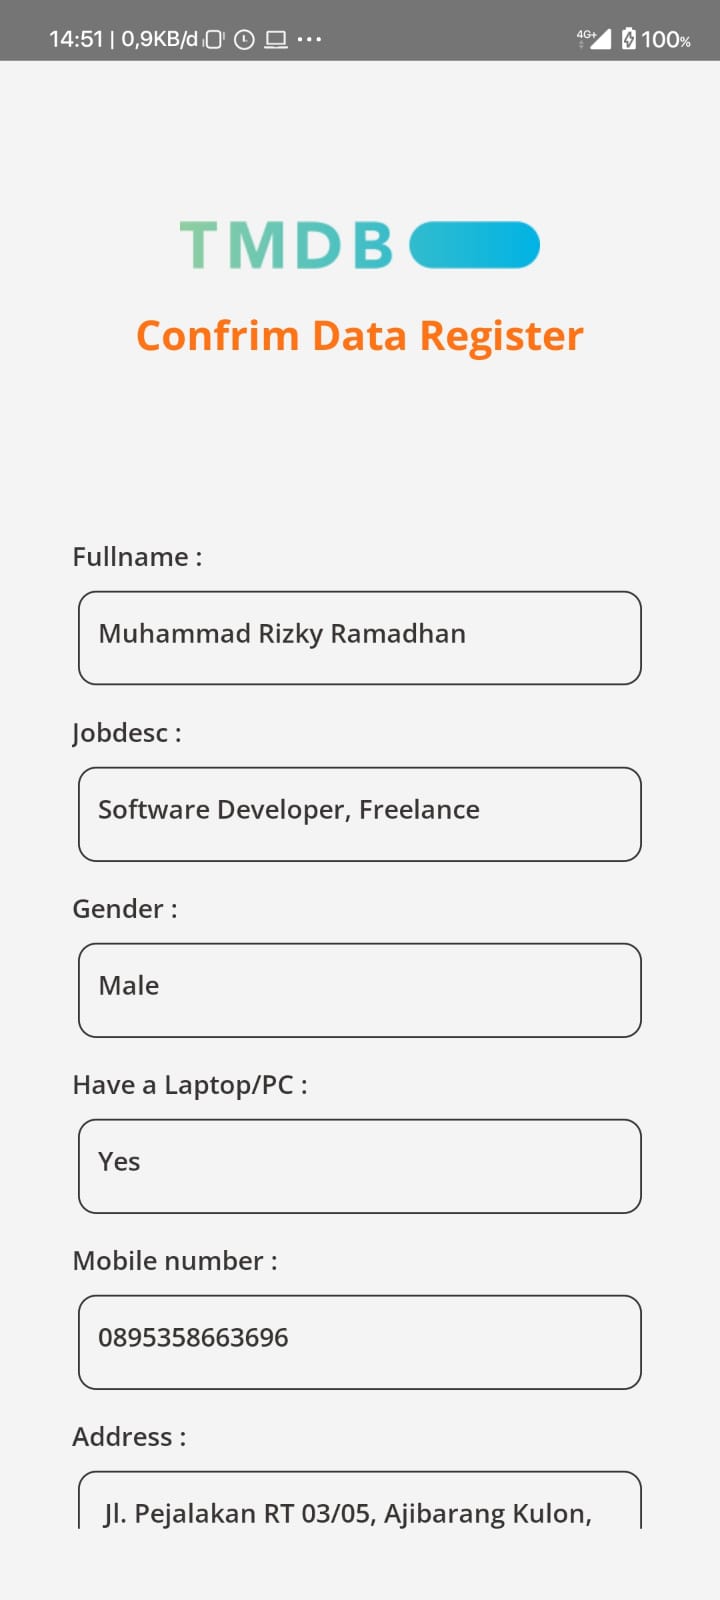 14:51 | 0,9KB/d
4G+ 100%
TMDB
Confrim Data Register
Fullname :
Muhammad Rizky Ramadhan
Jobdesc :
Software Developer, Freelance
Gender :
Male
Have a Laptop/PC :
Yes
Mobile number :
0895358663696
Address :
Jl. Pejalakan RT 03/05, Ajibarang Kulon,